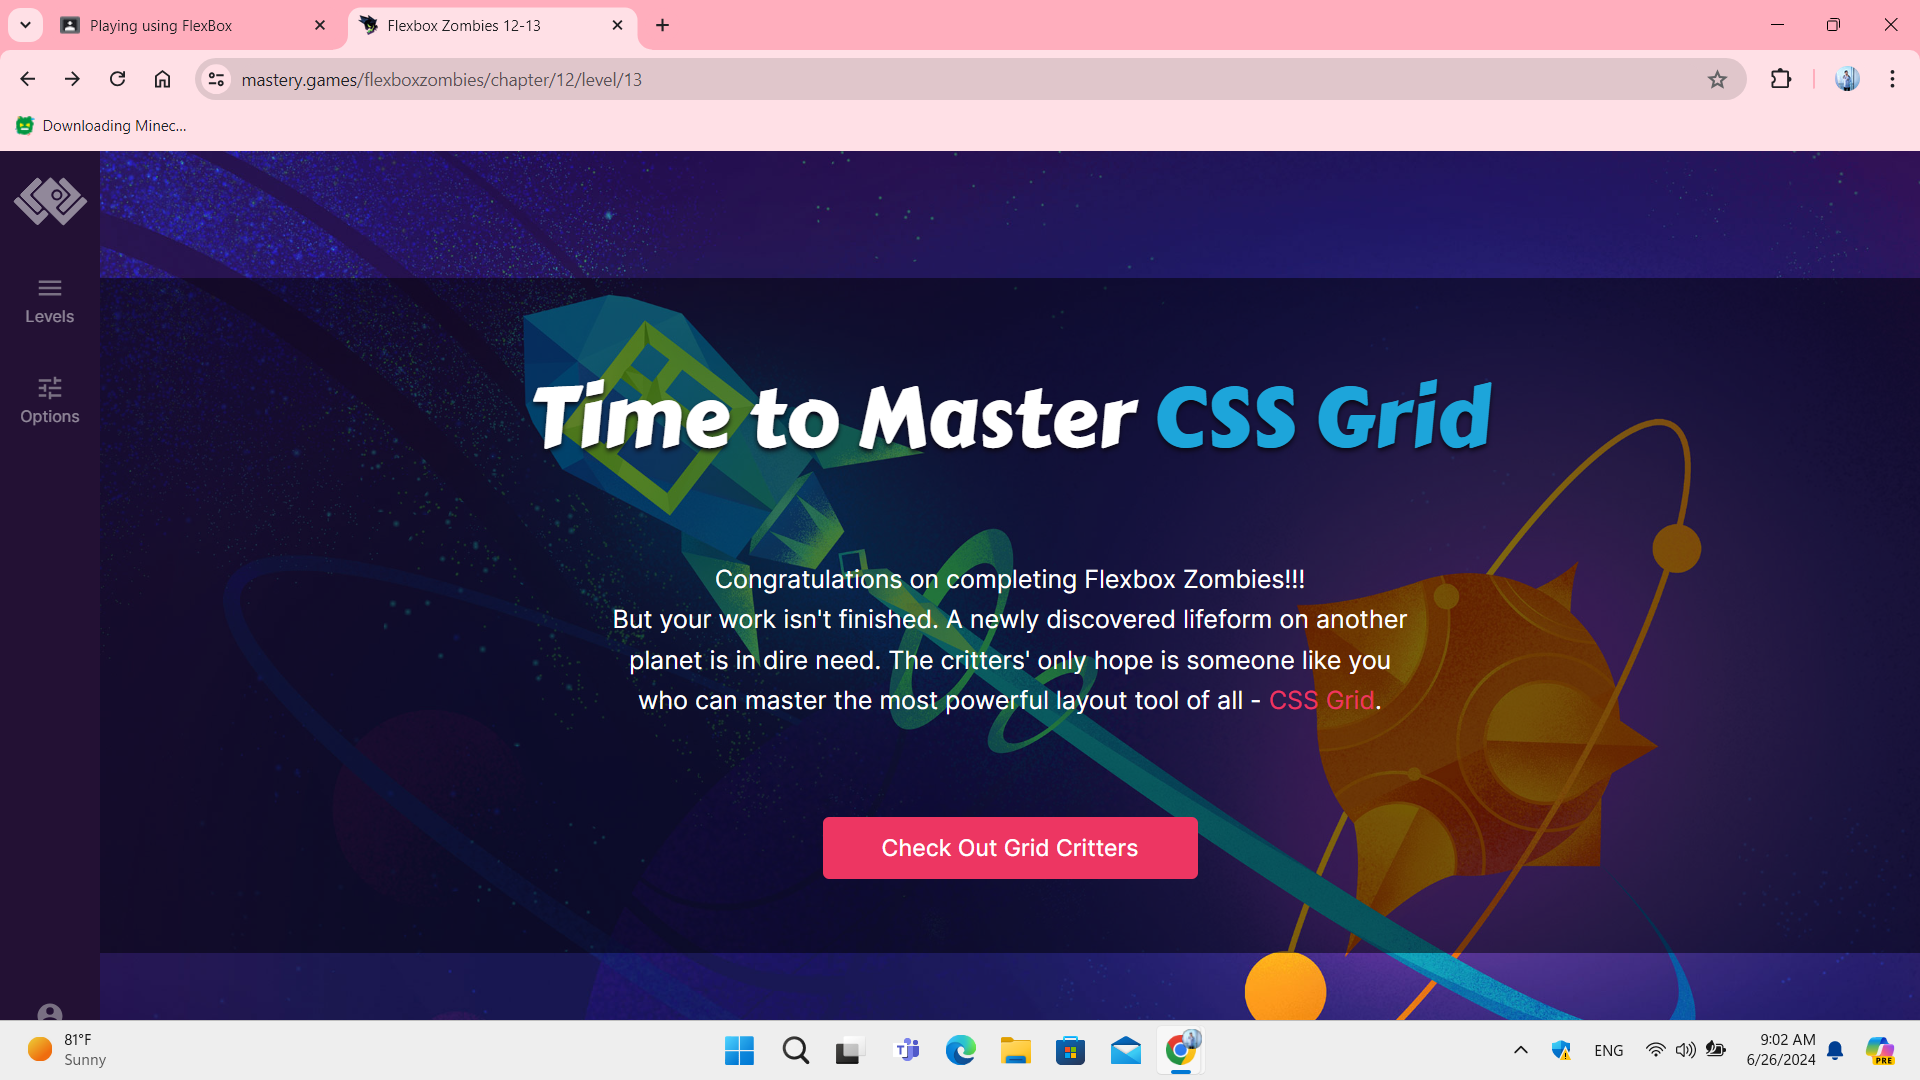 Playing using FlexBox
Flexbox Zombies 12-13
mastery.games/flexboxzombies/chapter/12/level/13
Downloading Minec...
Levels
Options
Time to Master CSS Grid
Congratulations on completing Flexbox Zombies!!!
But your work isn't finished. A newly discovered lifeform on another
planet is in dire need. The critters' only hope is someone like you
who can master the most powerful layout tool of all - CSS Grid.
Check Out Grid Critters
81°F
Sunny
ENG
9:02 AM
6/26/2024
PRE